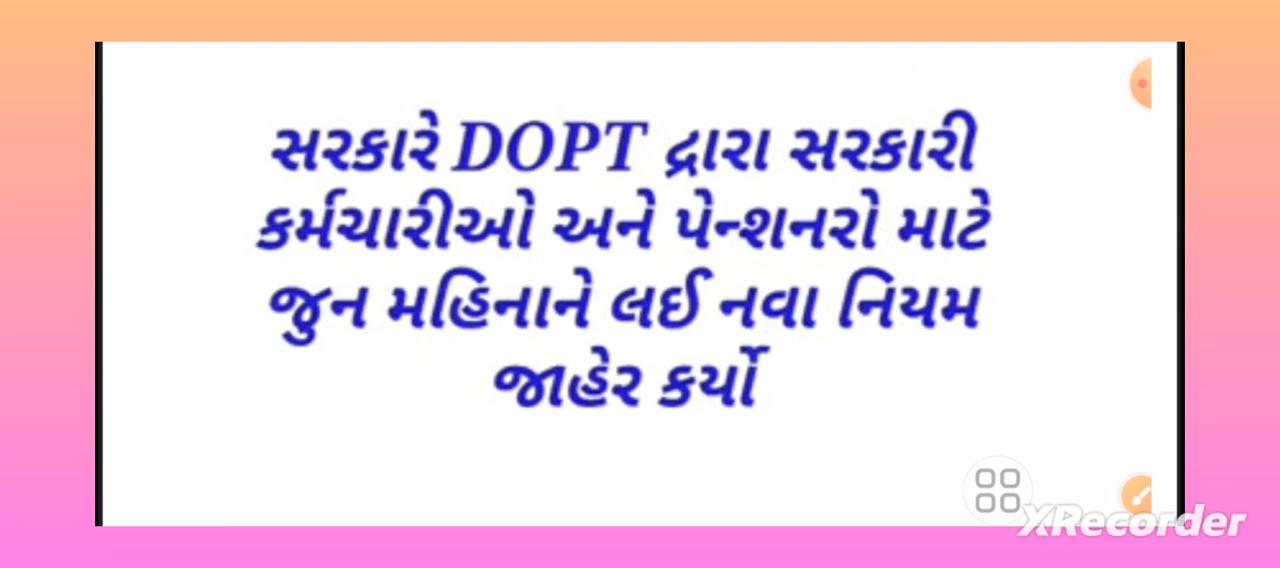 સરકારે DOPT દ્રારા સરકારી
કર્મચારીઓ અને પેન્શનરો માટે
જુન મહિનાને લઈ નવા નિયમ
જાહેર કર્યો
XRecorder